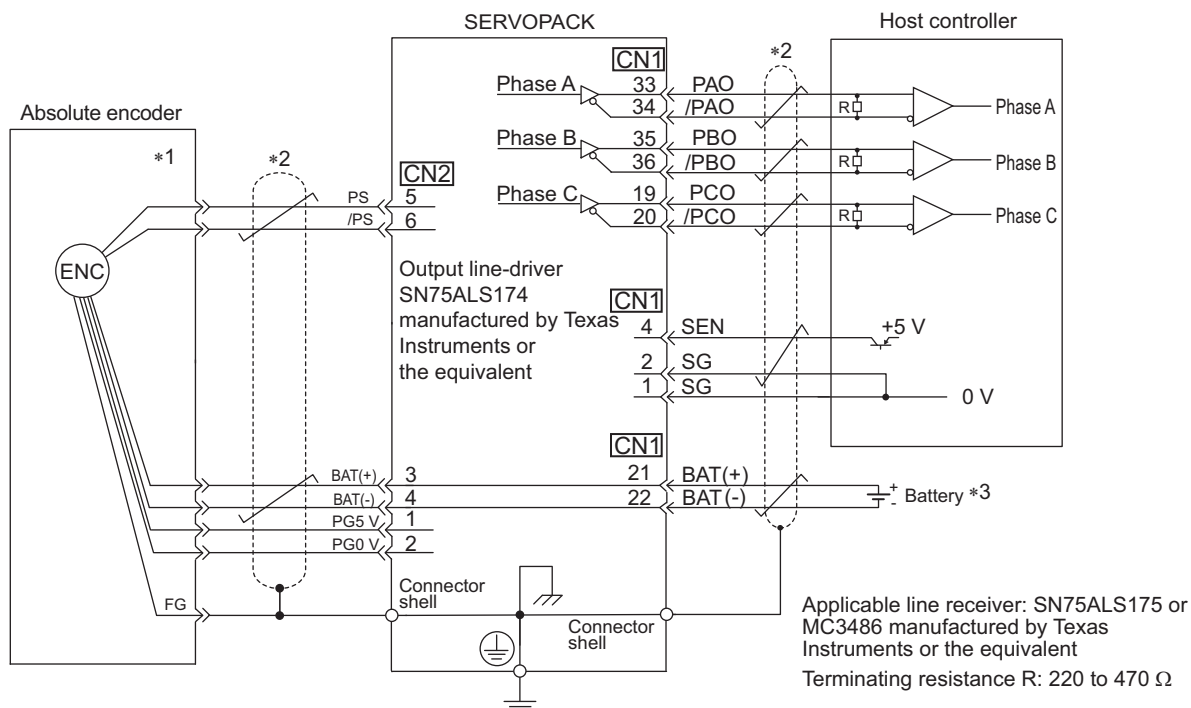 SERVOPACK
Host controller
Absolute encoder
*1
*2
*2
CN1
Phase A
33
PAO
34
/PAO
R
Phase A
Phase B
35
PBO
36
/PBO
R
Phase B
Phase C
19
PCO
20
/PCO
R
Phase C
CN2
PS
5
/PS
6
ENC
Output line-driver
SN75ALS174
manufactured by Texas
Instruments or
the equivalent
CN1
4
SEN
+5 V
2
SG
1
SG
0 V
CN1
BAT(+)
3
21
BAT(+)
BAT(-)
4
22
BAT(-)
+
-
Battery *3
PG5 V
1
PG0 V
2
FG
Connector
shell
Connector
shell
Applicable line receiver: SN75ALS175 or
MC3486 manufactured by Texas
Instruments or the equivalent
Terminating resistance R: 220 to 470 Ω